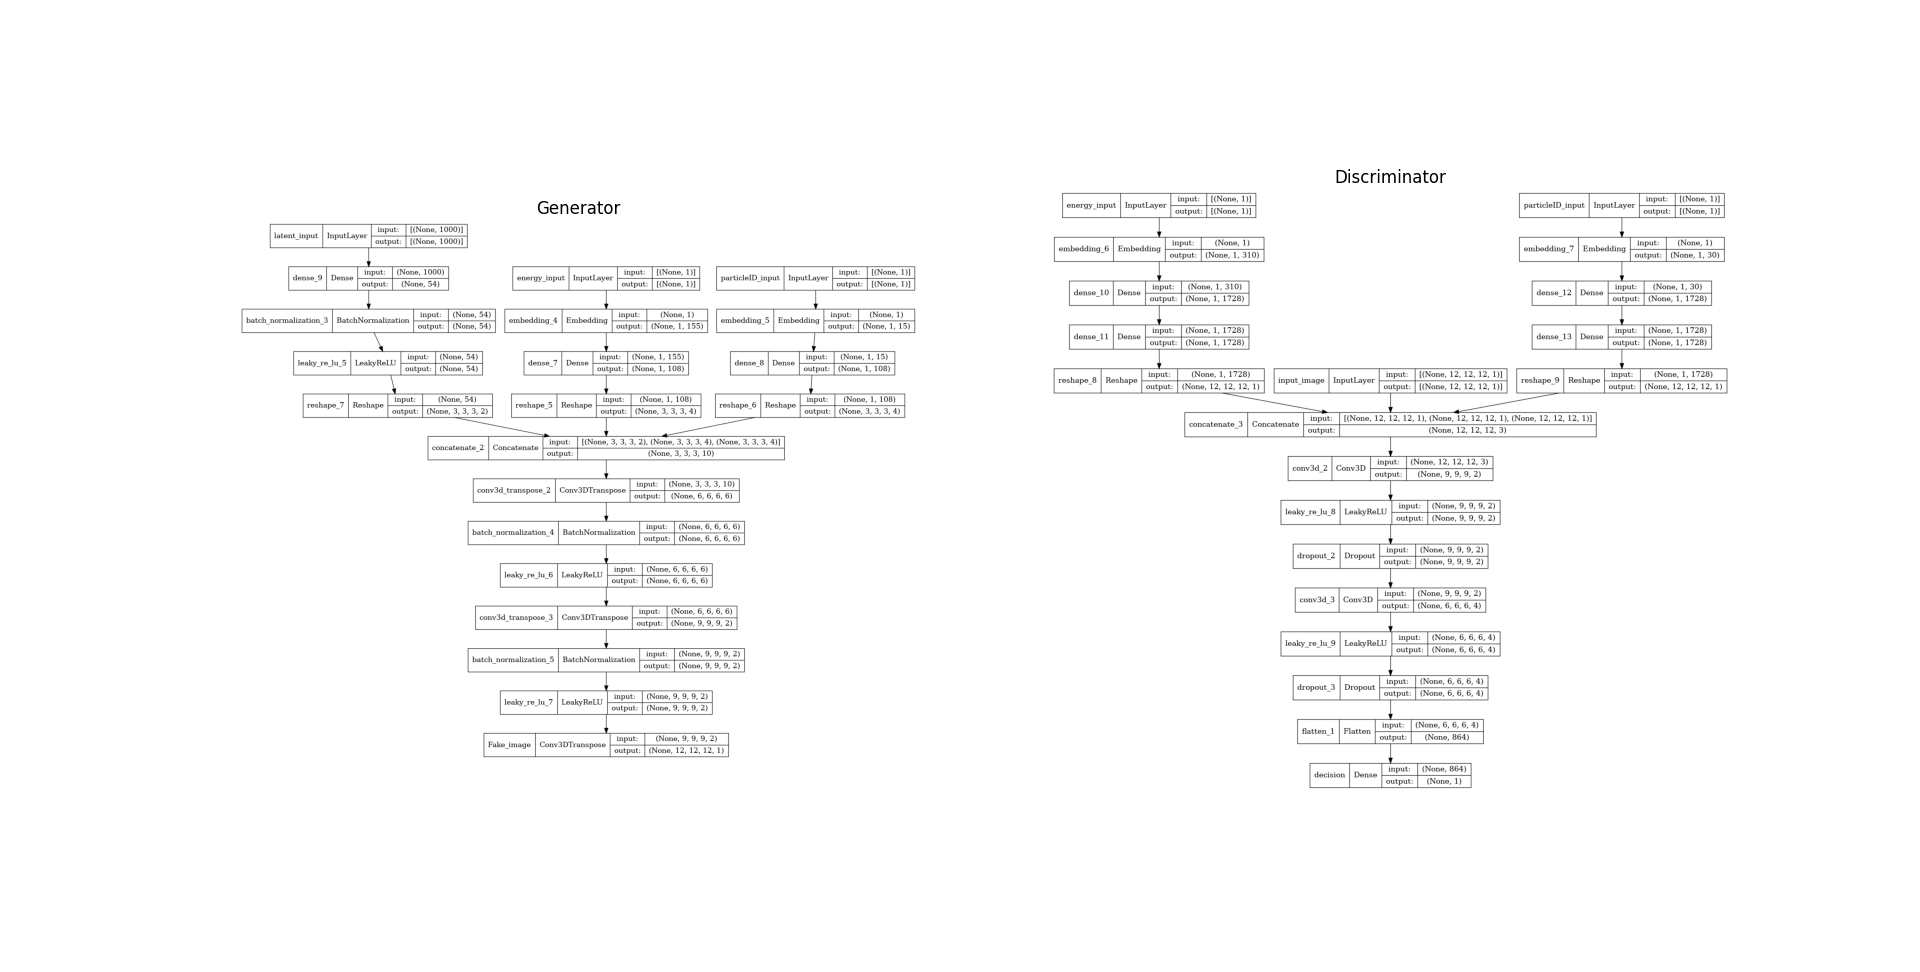 Generator
latent_input InputLayer input: [(None, 1000)]
output: [(None, 1000)]
dense_9 Dense input: (None, 1000)
output: (None, 54)
energy_input InputLayer input: [(None, 1)]
output: [(None, 1)]
particleID_input InputLayer input: [(None, 1)]
output: [(None, 1)]
batch_normalization_3 BatchNormalization input: (None, 54)
output: (None, 54)
embedding_4 Embedding input: (None, 1)
output: (None, 1, 155)
embedding_5 Embedding input: (None, 1)
output: (None, 1, 15)
leaky_re_lu_5 LeakyReLU input: (None, 54)
output: (None, 54)
dense_7 Dense input: (None, 1, 155)
output: (None, 1, 108)
dense_8 Dense input: (None, 1, 15)
output: (None, 1, 108)
reshape_7 Reshape input: (None, 54)
output: (None, 3, 3, 3, 2)
reshape_5 Reshape input: (None, 1, 108)
output: (None, 3, 3, 3, 4)
reshape_6 Reshape input: (None, 1, 108)
output: (None, 3, 3, 3, 4)
concatenate_2 Concatenate input: [(None, 3, 3, 3, 2), (None, 3, 3, 3, 4), (None, 3, 3, 3, 4)]
output: (None, 3, 3, 3, 10)
conv3d_transpose_2 Conv3DTranspose input: (None, 3, 3, 3, 10)
output: (None, 6, 6, 6, 6)
batch_normalization_4 BatchNormalization input: (None, 6, 6, 6, 6)
output: (None, 6, 6, 6, 6)
leaky_re_lu_6 LeakyReLU input: (None, 6, 6, 6, 6)
output: (None, 6, 6, 6, 6)
conv3d_transpose_3 Conv3DTranspose input: (None, 6, 6, 6, 6)
output: (None, 9, 9, 9, 2)
batch_normalization_5 BatchNormalization input: (None, 9, 9, 9, 2)
output: (None, 9, 9, 9, 2)
leaky_re_lu_7 LeakyReLU input: (None, 9, 9, 9, 2)
output: (None, 9, 9, 9, 2)
Fake_image Conv3DTranspose input: (None, 9, 9, 9, 2)
output: (None, 12, 12, 12, 1)
Discriminator
energy_input InputLayer input: [(None, 1)]
output: [(None, 1)]
particleID_input InputLayer input: [(None, 1)]
output: [(None, 1)]
embedding_6 Embedding input: (None, 1)
output: (None, 1, 310)
embedding_7 Embedding input: (None, 1)
output: (None, 1, 30)
dense_10 Dense input: (None, 1, 310)
output: (None, 1, 1728)
dense_12 Dense input: (None, 1, 30)
output: (None, 1, 1728)
dense_11 Dense input: (None, 1, 1728)
output: (None, 1, 1728)
dense_13 Dense input: (None, 1, 1728)
output: (None, 1, 1728)
reshape_8 Reshape input: (None, 1, 1728)
output: (None, 12, 12, 12, 1)
input_image InputLayer input: [(None, 12, 12, 12, 1)]
output: [(None, 12, 12, 12, 1)]
reshape_9 Reshape input: (None, 1, 1728)
output: (None, 12, 12, 12, 1)
concatenate_3 Concatenate input: [(None, 12, 12, 12, 1), (None, 12, 12, 12, 1), (None, 12, 12, 12, 1)]
output: (None, 12, 12, 12, 3)
conv3d_2 Conv3D input: (None, 12, 12, 12, 3)
output: (None, 9, 9, 9, 2)
leaky_re_lu_8 LeakyReLU input: (None, 9, 9, 9, 2)
output: (None, 9, 9, 9, 2)
dropout_2 Dropout input: (None, 9, 9, 9, 2)
output: (None, 9, 9, 9, 2)
conv3d_3 Conv3D input: (None, 9, 9, 9, 2)
output: (None, 6, 6, 6, 4)
leaky_re_lu_9 LeakyReLU input: (None, 6, 6, 6, 4)
output: (None, 6, 6, 6, 4)
dropout_3 Dropout input: (None, 6, 6, 6, 4)
output: (None, 6, 6, 6, 4)
flatten_1 Flatten input: (None, 6, 6, 6, 4)
output: (None, 864)
decision Dense input: (None, 864)
output: (None, 1)